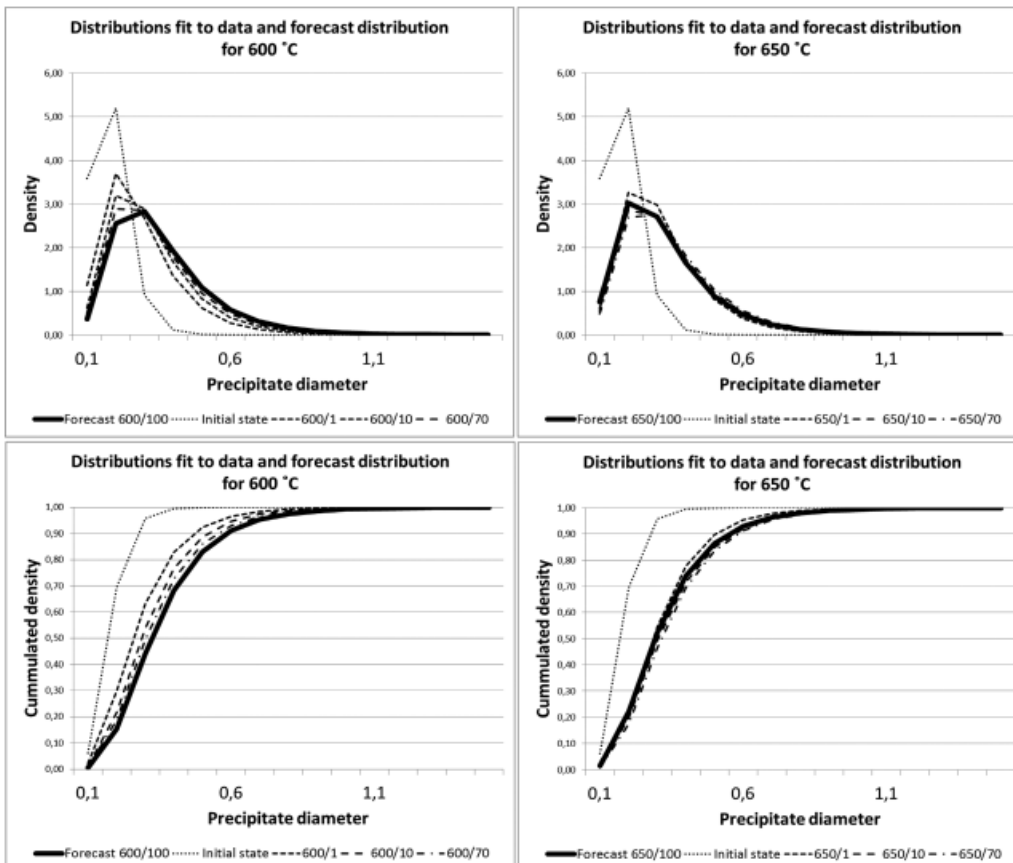 Distributions fit to data and forecast distribution
for 600 ˚C
6,00
5,00
4,00
3,00
2,00
1,00
0,00
Density
0,1
0,6
1,1
Precipitate diameter
Forecast 600/100 Initial state 600/1 600/10 600/70
Distributions fit to data and forecast distribution
for 650 ˚C
6,00
5,00
4,00
3,00
2,00
1,00
0,00
Density
0,1
0,6
1,1
Precipitate diameter
Forecast 650/100 Initial state 650/1 650/10 650/70
Distributions fit to data and forecast distribution
for 600 ˚C
1,00
0,90
0,80
0,70
0,60
0,50
0,40
0,30
0,20
0,10
0,00
Cummulated density
0,1
0,6
1,1
Precipitate diameter
Forecast 600/100 Initial state 600/1 600/10 600/70
Distributions fit to data and forecast distribution
for 650 ˚C
1,00
0,90
0,80
0,70
0,60
0,50
0,40
0,30
0,20
0,10
0,00
Cummulated density
0,1
0,6
1,1
Precipitate diameter
Forecast 650/100 Initial state 650/1 650/10 650/70